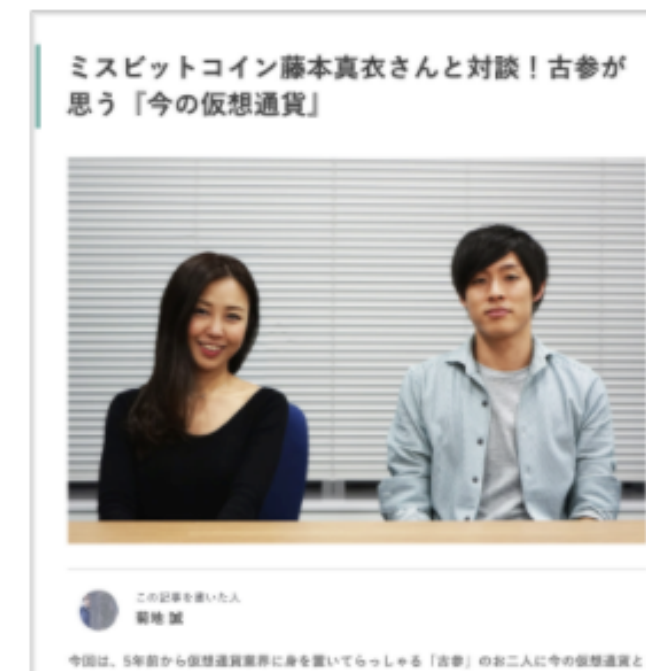 ミスビットコイン藤本真衣さんと対談！古参が
思う『今の仮想通貨』
この記事を書いた人
菊地 誠
今回は、5年前から仮想通貨業界に身を置いてらっしゃる「古参」のお二人に今の仮想通貨と